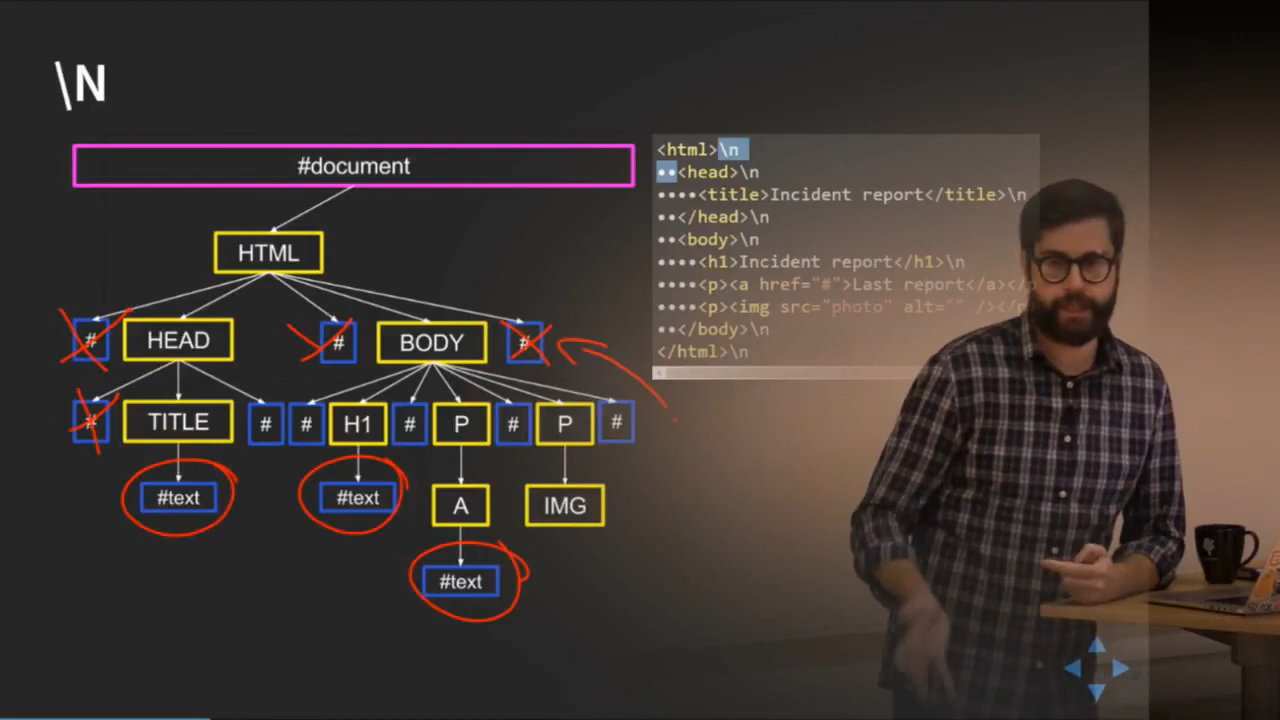 \N
#document
HTML
# HEAD # BODY #
# TITLE # # H1 # P # P #
#text #text A IMG
#text
<html>\n
••<head>\n
••••<title>Incident report</title>\n
••</head>\n
••<body>\n
••••<h1>Incident report</h1>\n
••••<p><a href="#">Last report</a></p
••••<p><img src="photo" alt="" /></p
••</body>\n
</html>\n